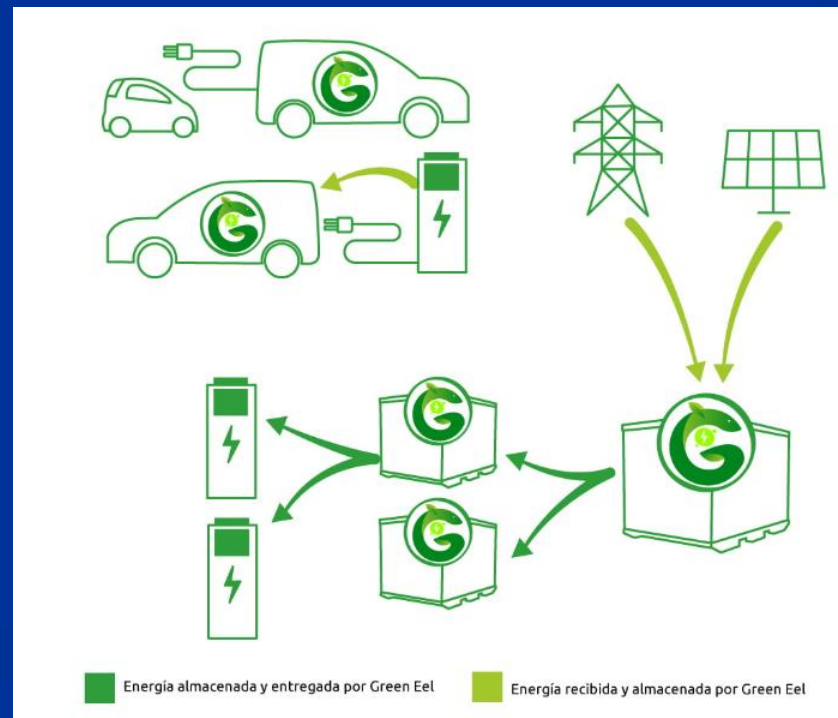 Energía almacenada y entregada por Green Eel
Energía recibida y almacenada por Green Eel